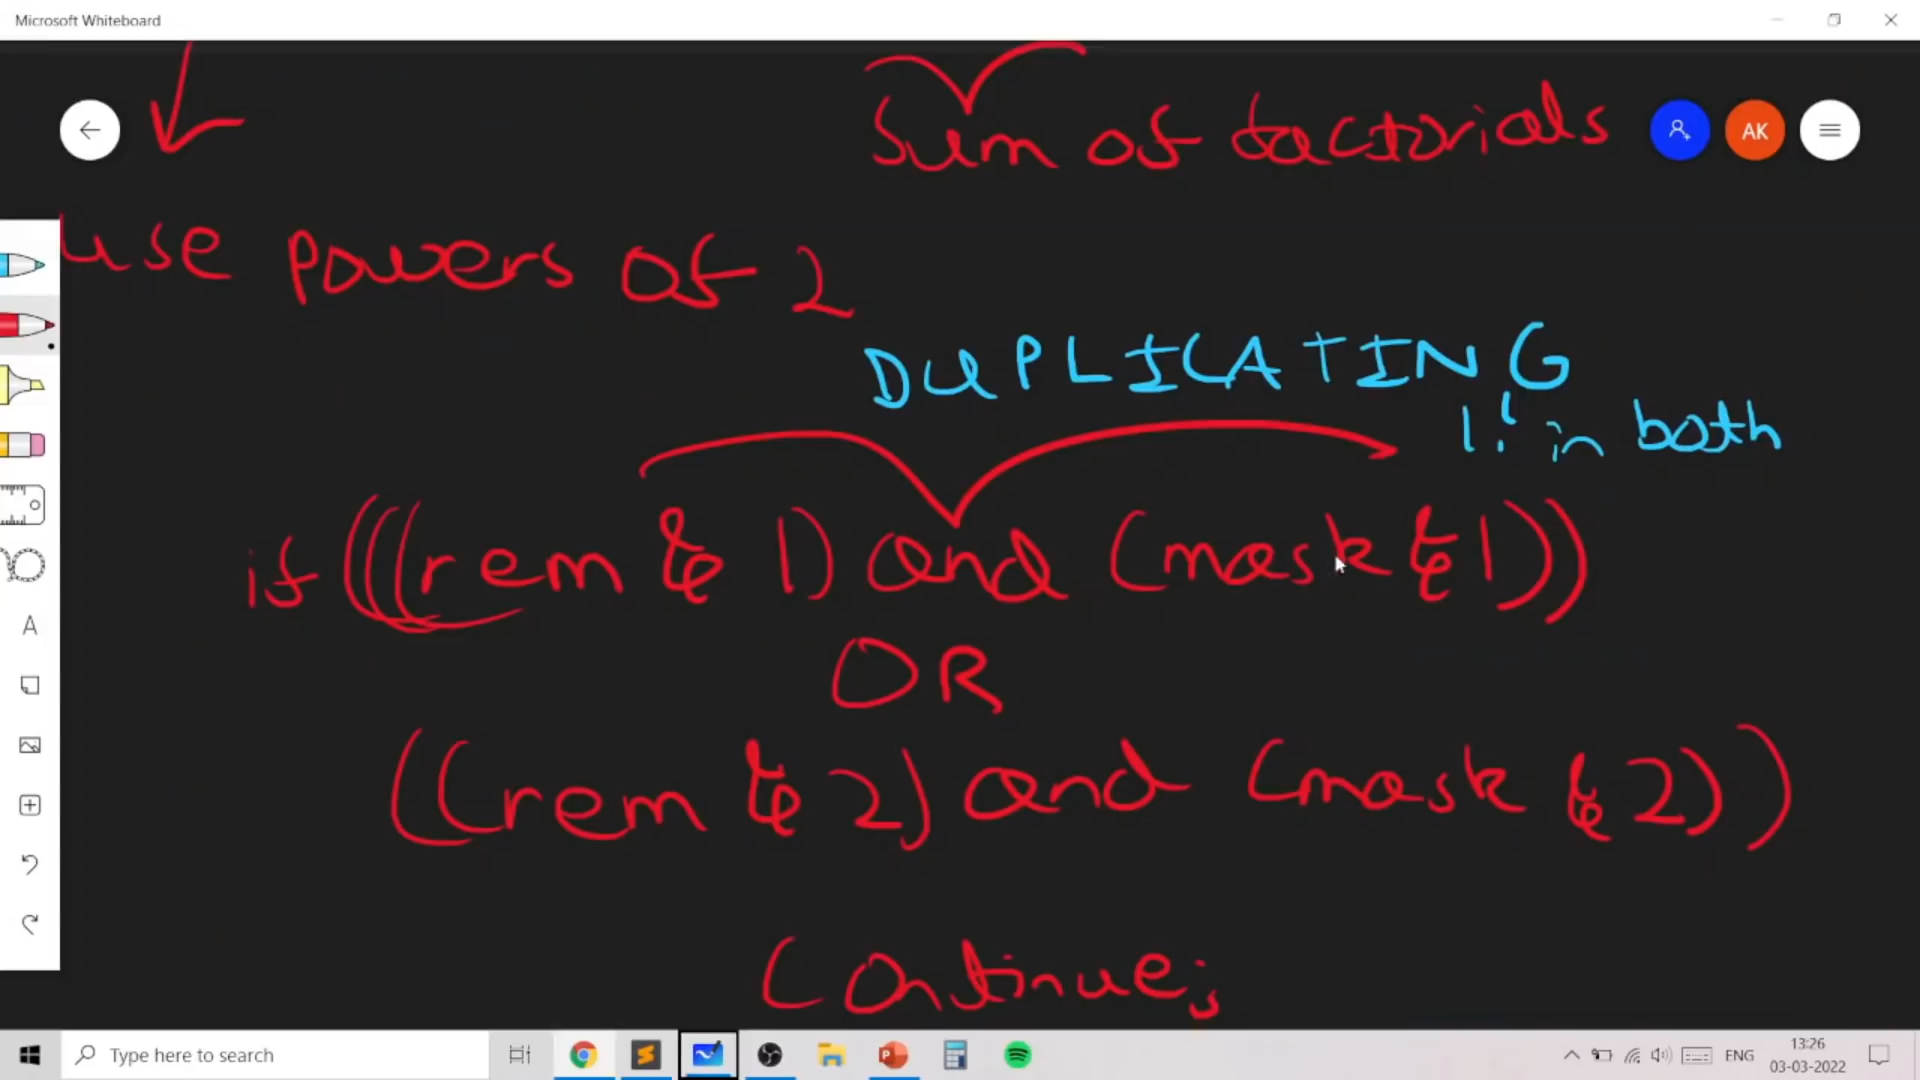 Microsoft Whiteboard
Sum of factorials
AK
use powers of 2
DUPLICATING
1! in both
if (((rem & 1) and (mask & 1))
OR
((rem & 2) and (mask & 2))
continue;
A
Type here to search
ENG
13:26
03-03-2022